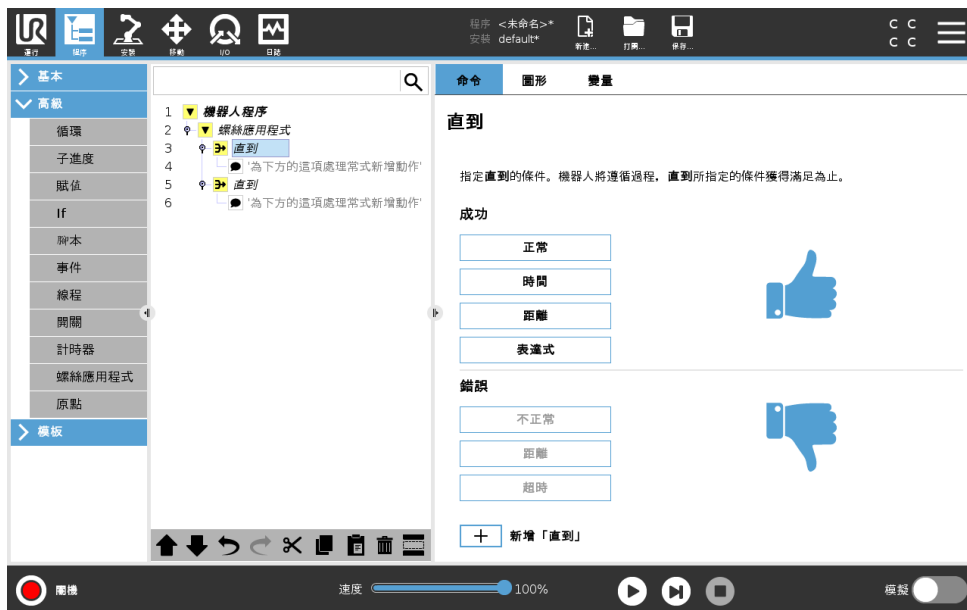 UR
程序 <未命名>*
安裝 default*
運行
程序
安裝
移動
I/O
日誌
新建...
打開...
保存...
C C
C C
基本
高級
循環
子進度
賦值
If
腳本
事件
線程
開關
計時器
螺絲應用程式
原點
模板
1 機器人程序
2 螺絲應用程式
3 直到
4 '為下方的這項處理常式新增動作'
5 直到
6 '為下方的這項處理常式新增動作'
命令 圖形 變量
直到
指定直到的條件。機器人將遵循過程，直到所指定的條件獲得滿足為止。
成功
正常
時間
距離
表達式
錯誤
不正常
距離
超時
新增「直到」
關機
速度 100%
模擬